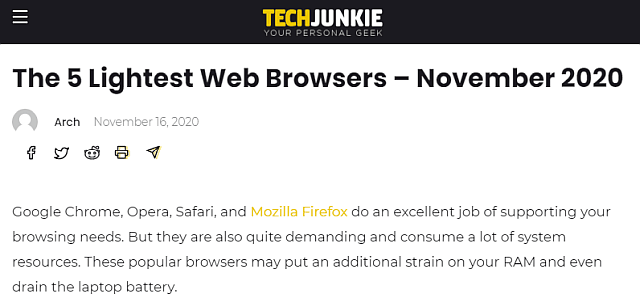 TECHJUNKIE
YOUR PERSONAL GEEK
The 5 Lightest Web Browsers – November 2020
Arch November 16, 2020
Google Chrome, Opera, Safari, and Mozilla Firefox do an excellent job of supporting your
browsing needs. But they are also quite demanding and consume a lot of system
resources. These popular browsers may put an additional strain on your RAM and even
drain the laptop battery.